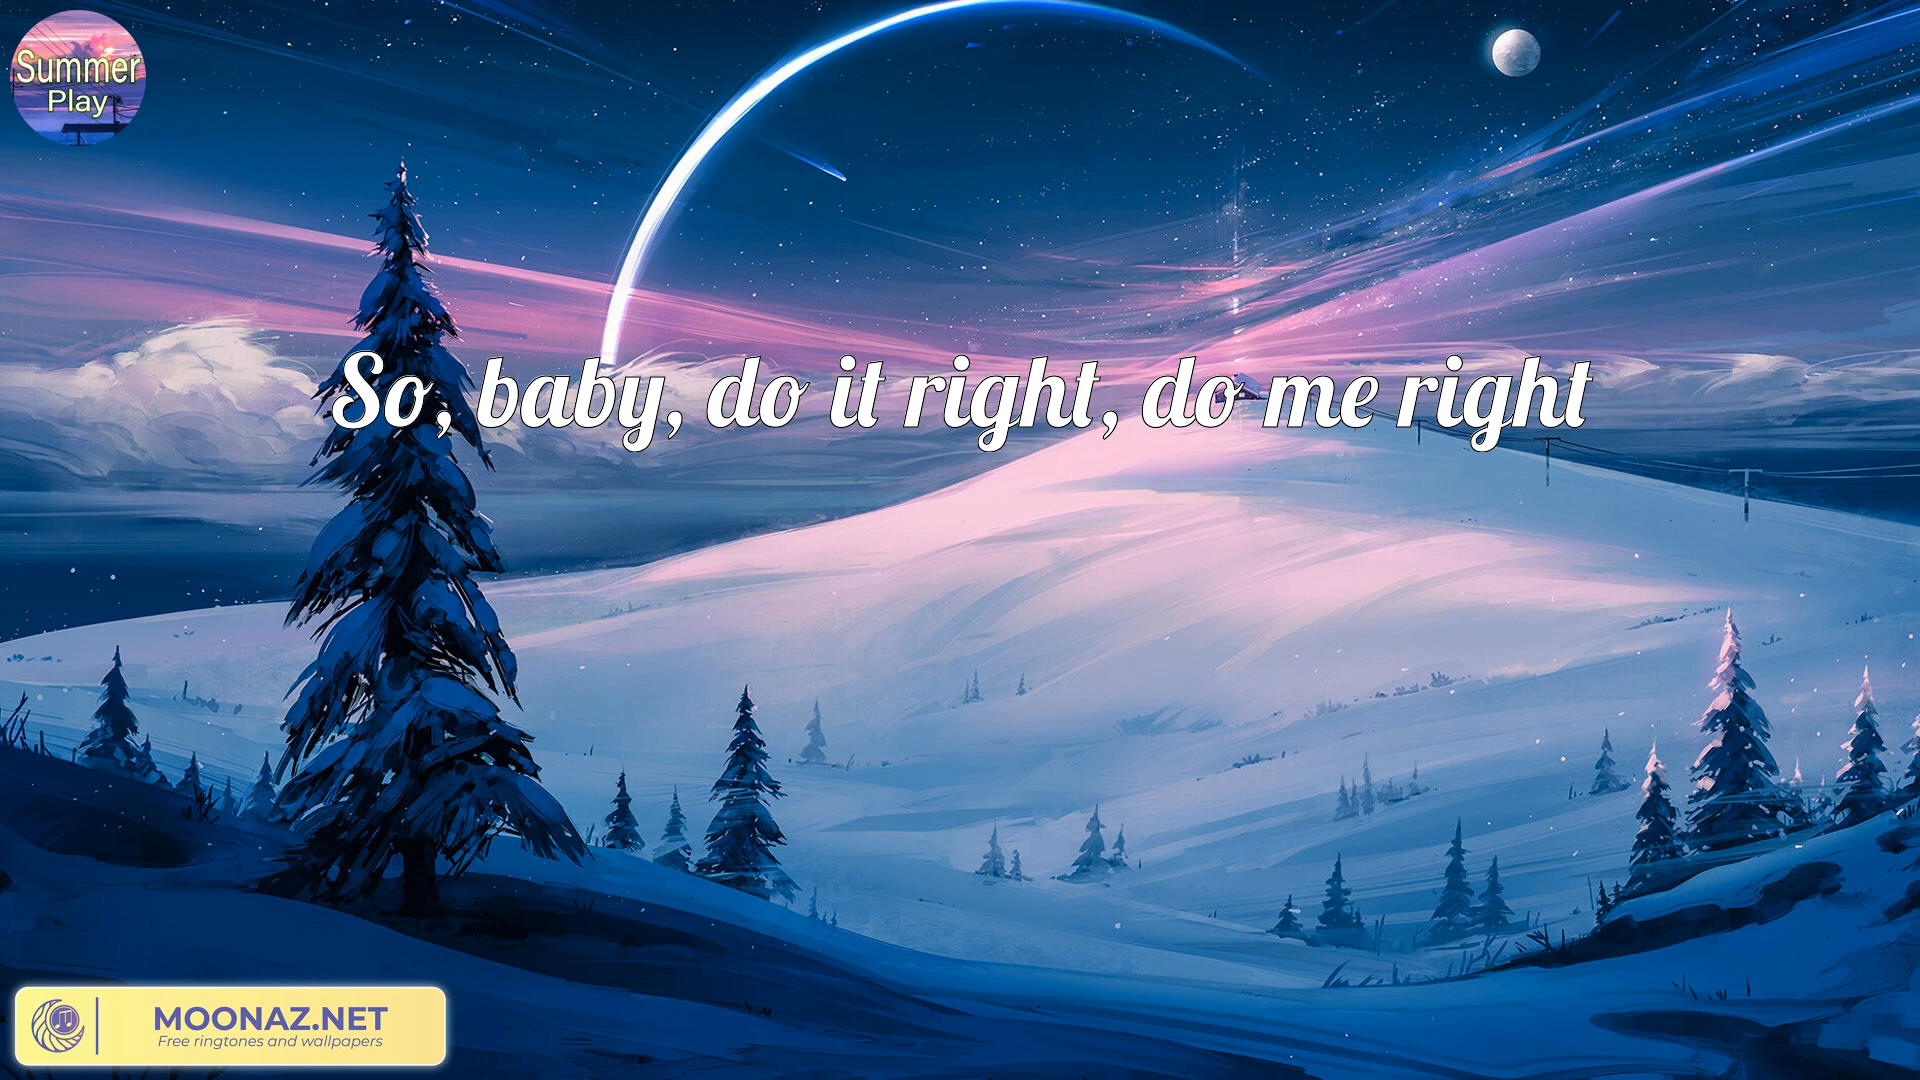 Summer
Play
So, baby, do it right, do me right
MOONAZ.NET
Free ringtones and wallpapers